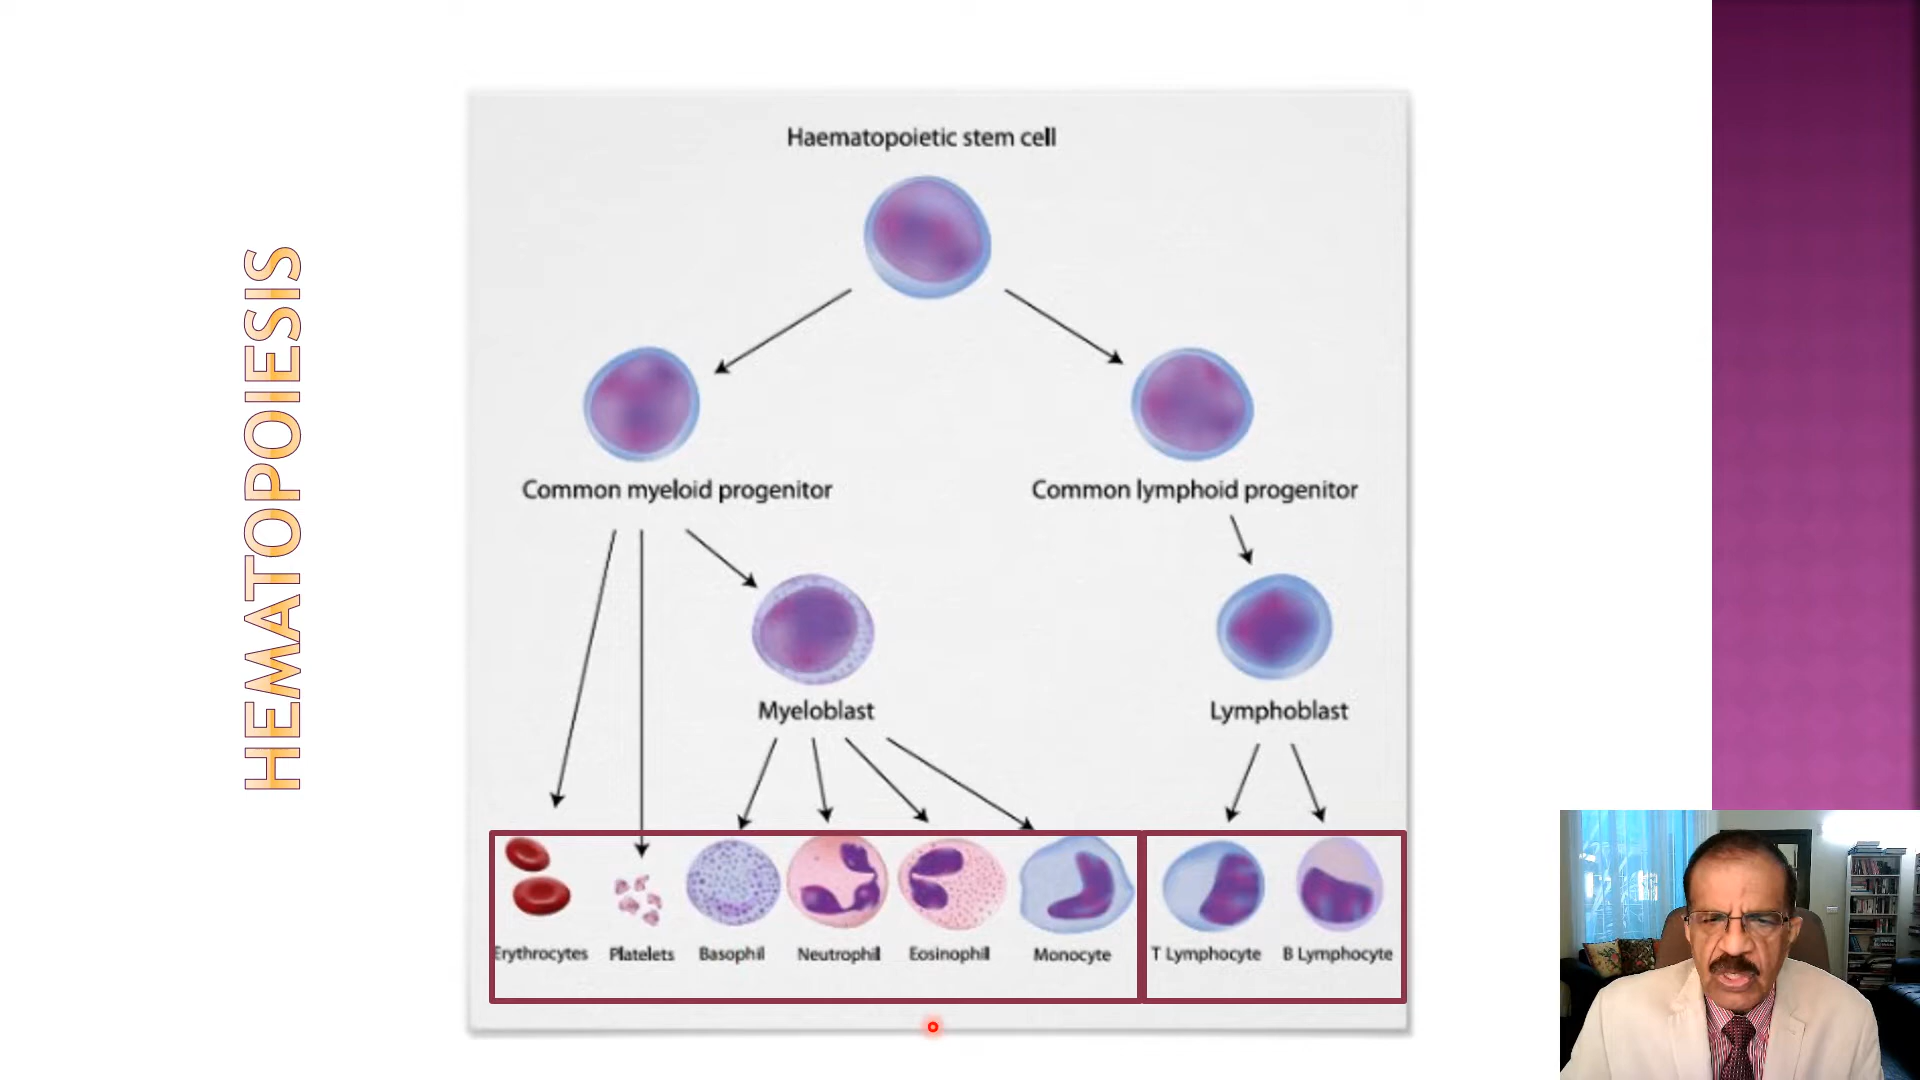 HEMATOPOIESIS
Haematopoietic stem cell
Common myeloid progenitor
Common lymphoid progenitor
Myeloblast
Lymphoblast
Erythrocytes
Platelets
Basophil
Neutrophil
Eosinophil
Monocyte
T Lymphocyte
B Lymphocyte